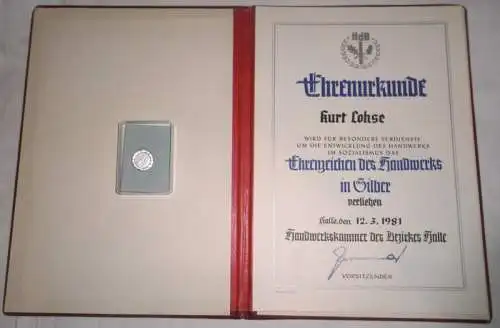 HdB
Ehrenurkunde
Kurt Lohse
WIRD FÜR BESONDERE VERDIENSTE
UM DIE ENTWICKLUNG DES HANDWERKS
IM SOZIALISMUS DAS
Ehrenzeichen des Handwerks
in Silber
verliehen
Halle, den 12. 3. 1981
Handwerkskammer des Bezirkes Halle
VORSITZENDER